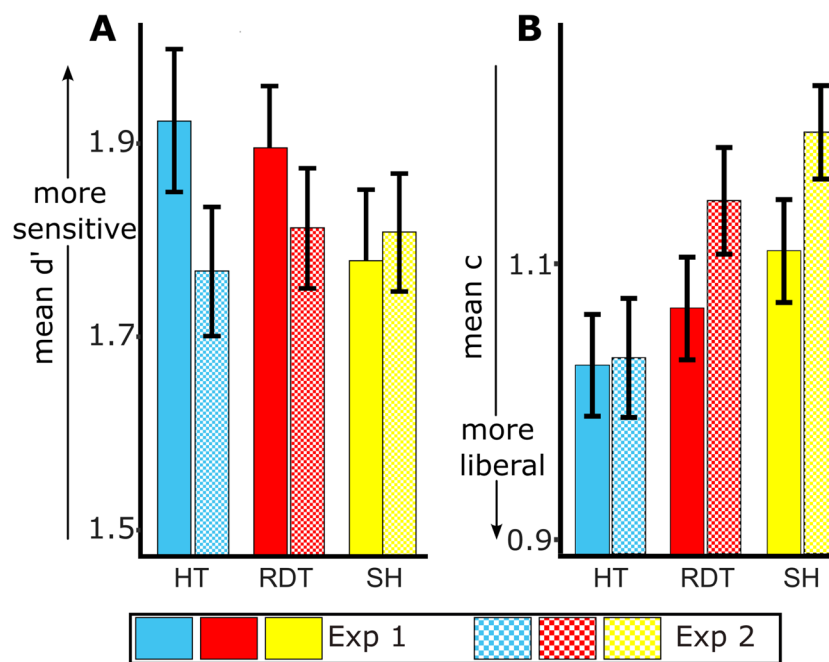 A
mean d'
more
sensitive
1.9
1.7
1.5
HT RDT SH
B
mean c
more
liberal
1.1
0.9
HT RDT SH
Exp 1 Exp 2